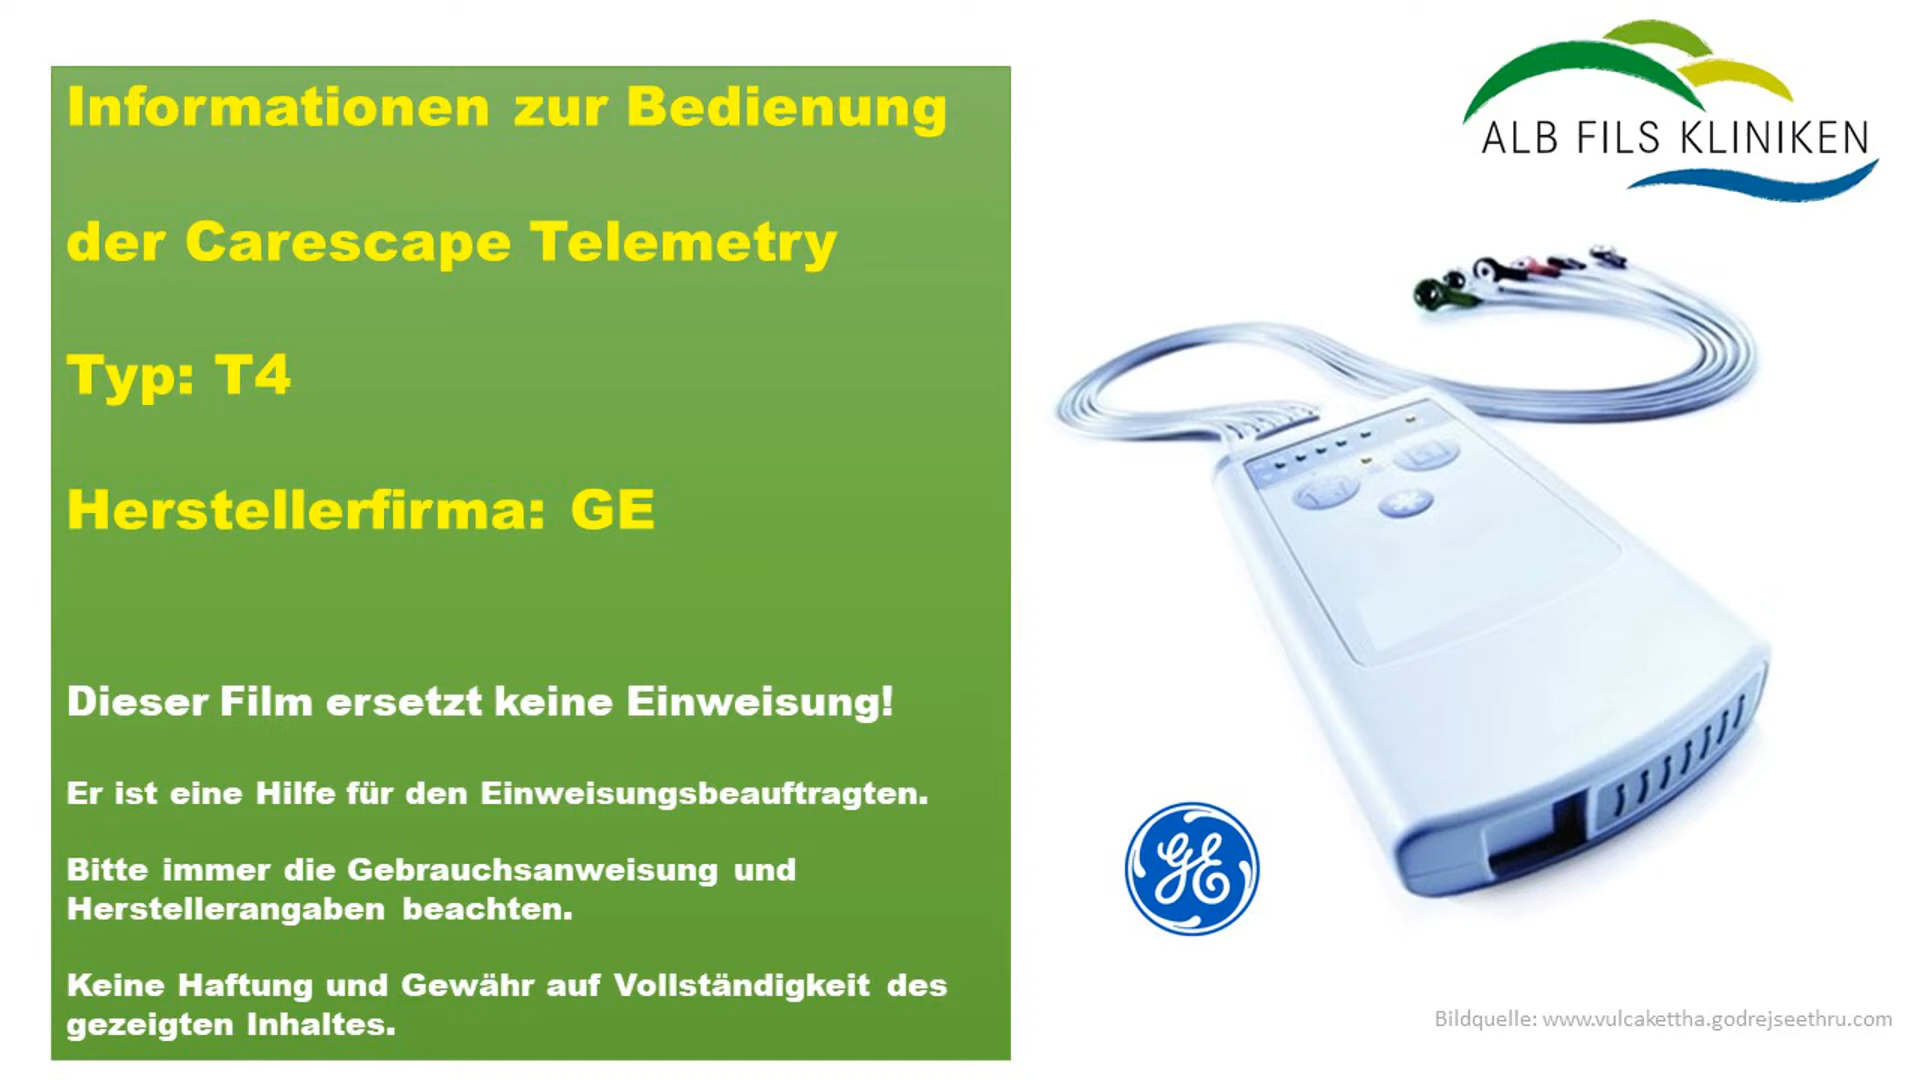 Informationen zur Bedienung
der Carescape Telemetry
Typ: T4
Herstellerfirma: GE
Dieser Film ersetzt keine Einweisung!
Er ist eine Hilfe für den Einweisungsbeauftragten.
Bitte immer die Gebrauchsanweisung und
Herstellerangaben beachten.
Keine Haftung und Gewähr auf Vollständigkeit des
gezeigten Inhaltes.
ALB FILS KLINIKEN
GE
Bildquelle: www.vulcakettha.godrejseethru.com